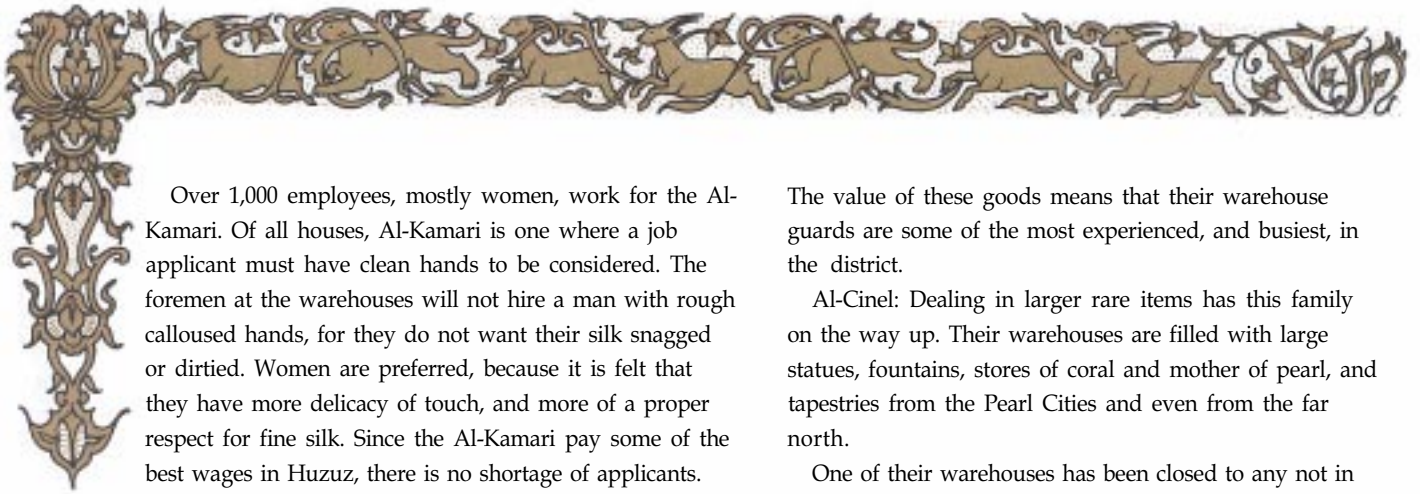 Over 1,000 employees, mostly women, work for the Al-
Kamari. Of all houses, Al-Kamari is one where a job
applicant must have clean hands to be considered. The
foremen at the warehouses will not hire a man with rough
calloused hands, for they do not want their silk snagged
or dirtied. Women are preferred, because it is felt that
they have more delicacy of touch, and more of a proper
respect for fine silk. Since the Al-Kamari pay some of the
best wages in Huzuz, there is no shortage of applicants.
The value of these goods means that their warehouse
guards are some of the most experienced, and busiest, in
the district.
Al-Cinel: Dealing in larger rare items has this family
on the way up. Their warehouses are filled with large
statues, fountains, stores of coral and mother of pearl, and
tapestries from the Pearl Cities and even from the far
north.
One of their warehouses has been closed to any not in